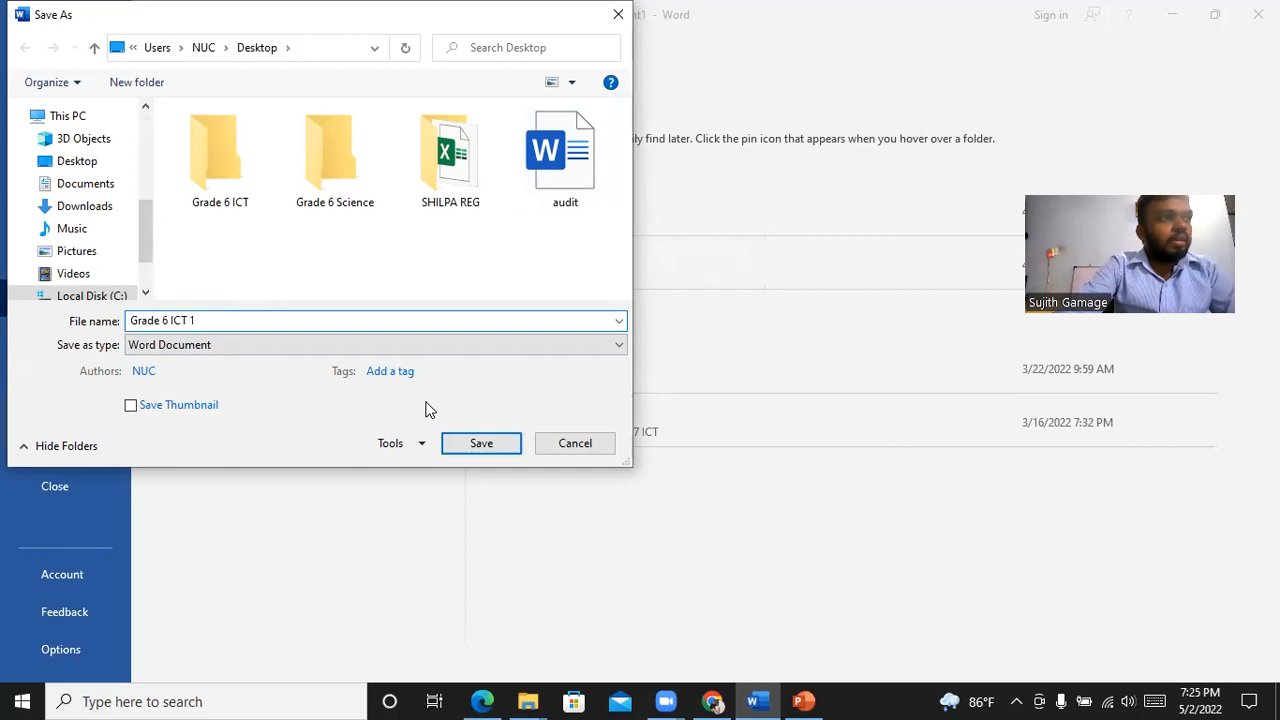 Save As
nt1 - Word
Sign in
?
Users
NUC
Desktop
Search Desktop
Organize
New folder
?
This PC
3D Objects
Desktop
Documents
Downloads
Music
Pictures
Videos
Local Disk (C:)
Grade 6 ICT
Grade 6 Science
SHILPA REG
audit
ily find later. Click the pin icon that appears when you hover over a folder.
Sujith Gamage
File name:
Grade 6 ICT 1
Save as type:
Word Document
Authors:
NUC
Tags:
Add a tag
3/22/2022 9:59 AM
Save Thumbnail
7 ICT
3/16/2022 7:32 PM
Hide Folders
Tools
Save
Cancel
Close
Account
Feedback
Options
Type here to search
86°F
7:25 PM
5/2/2022